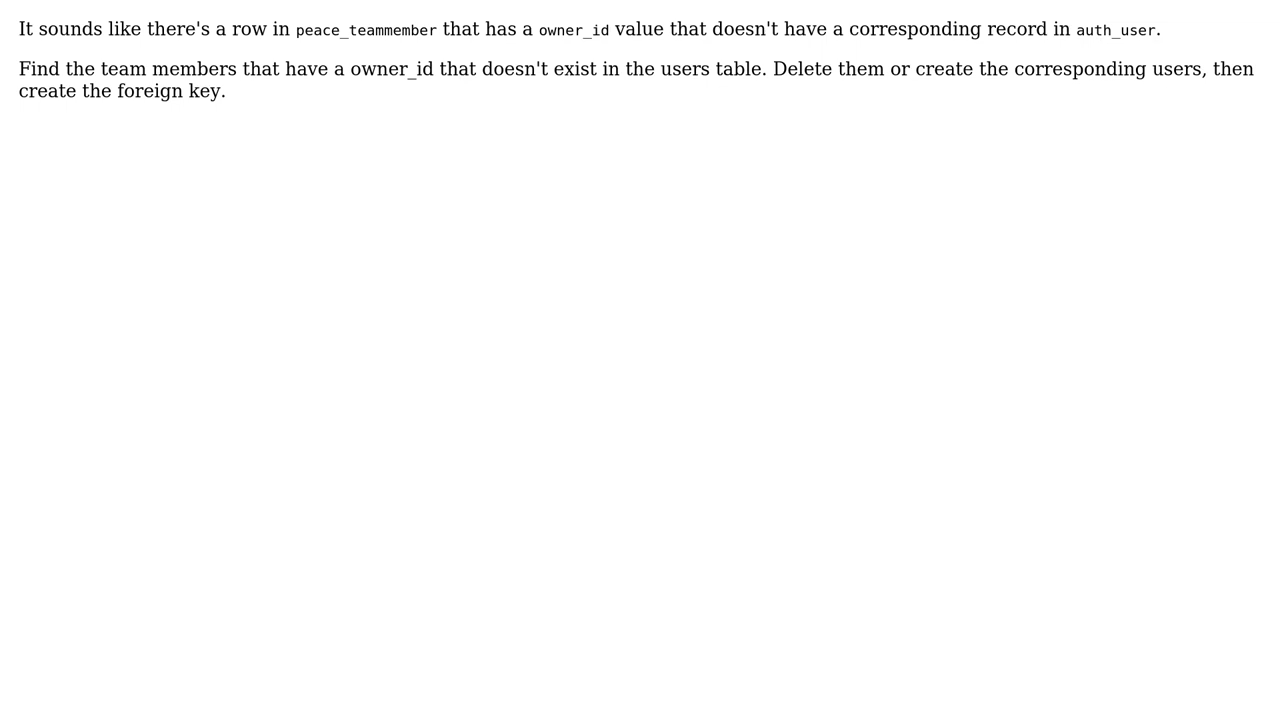 It sounds like there's a row in peace_teammember that has a owner_id value that doesn't have a corresponding record in auth_user.
Find the team members that have a owner_id that doesn't exist in the users table. Delete them or create the corresponding users, then
create the foreign key.